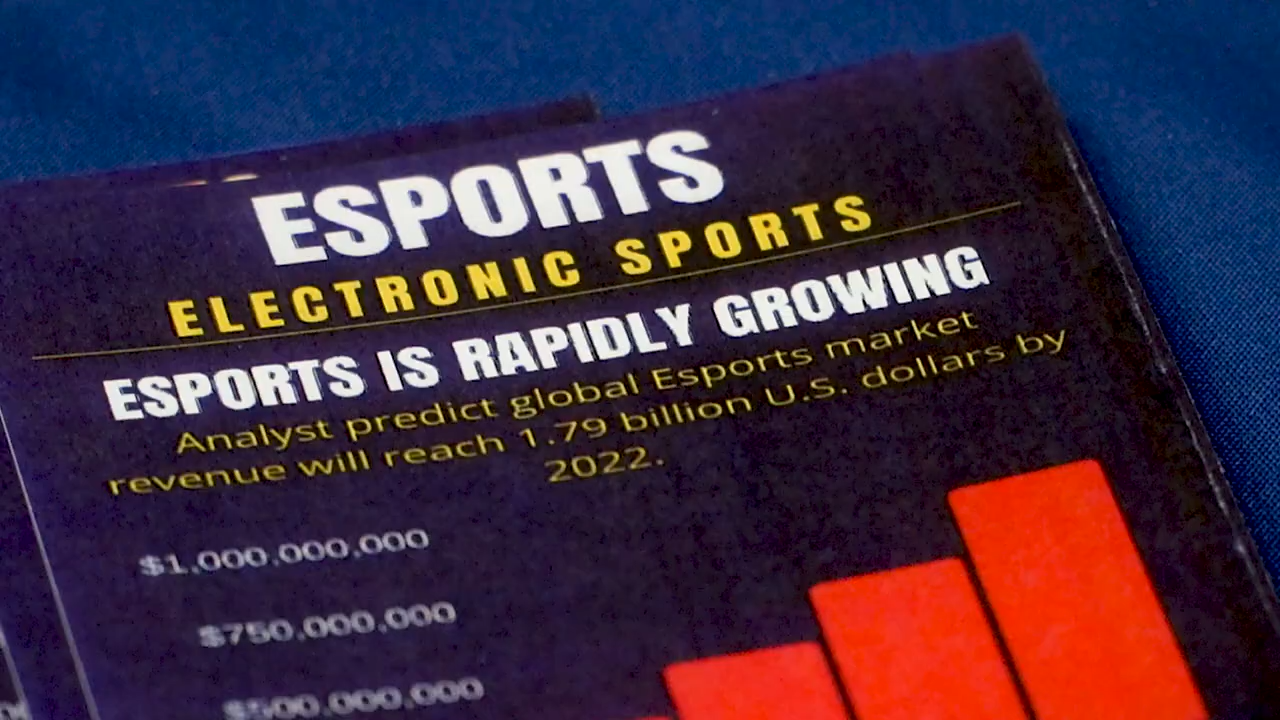 ESPORTS
ELECTRONIC SPORTS
ESPORTS IS RAPIDLY GROWING
Analyst predict global Esports market
revenue will reach 1.79 billion U.S. dollars by
2022.
$1,000,000,000
$750,000,000
$500,000,000